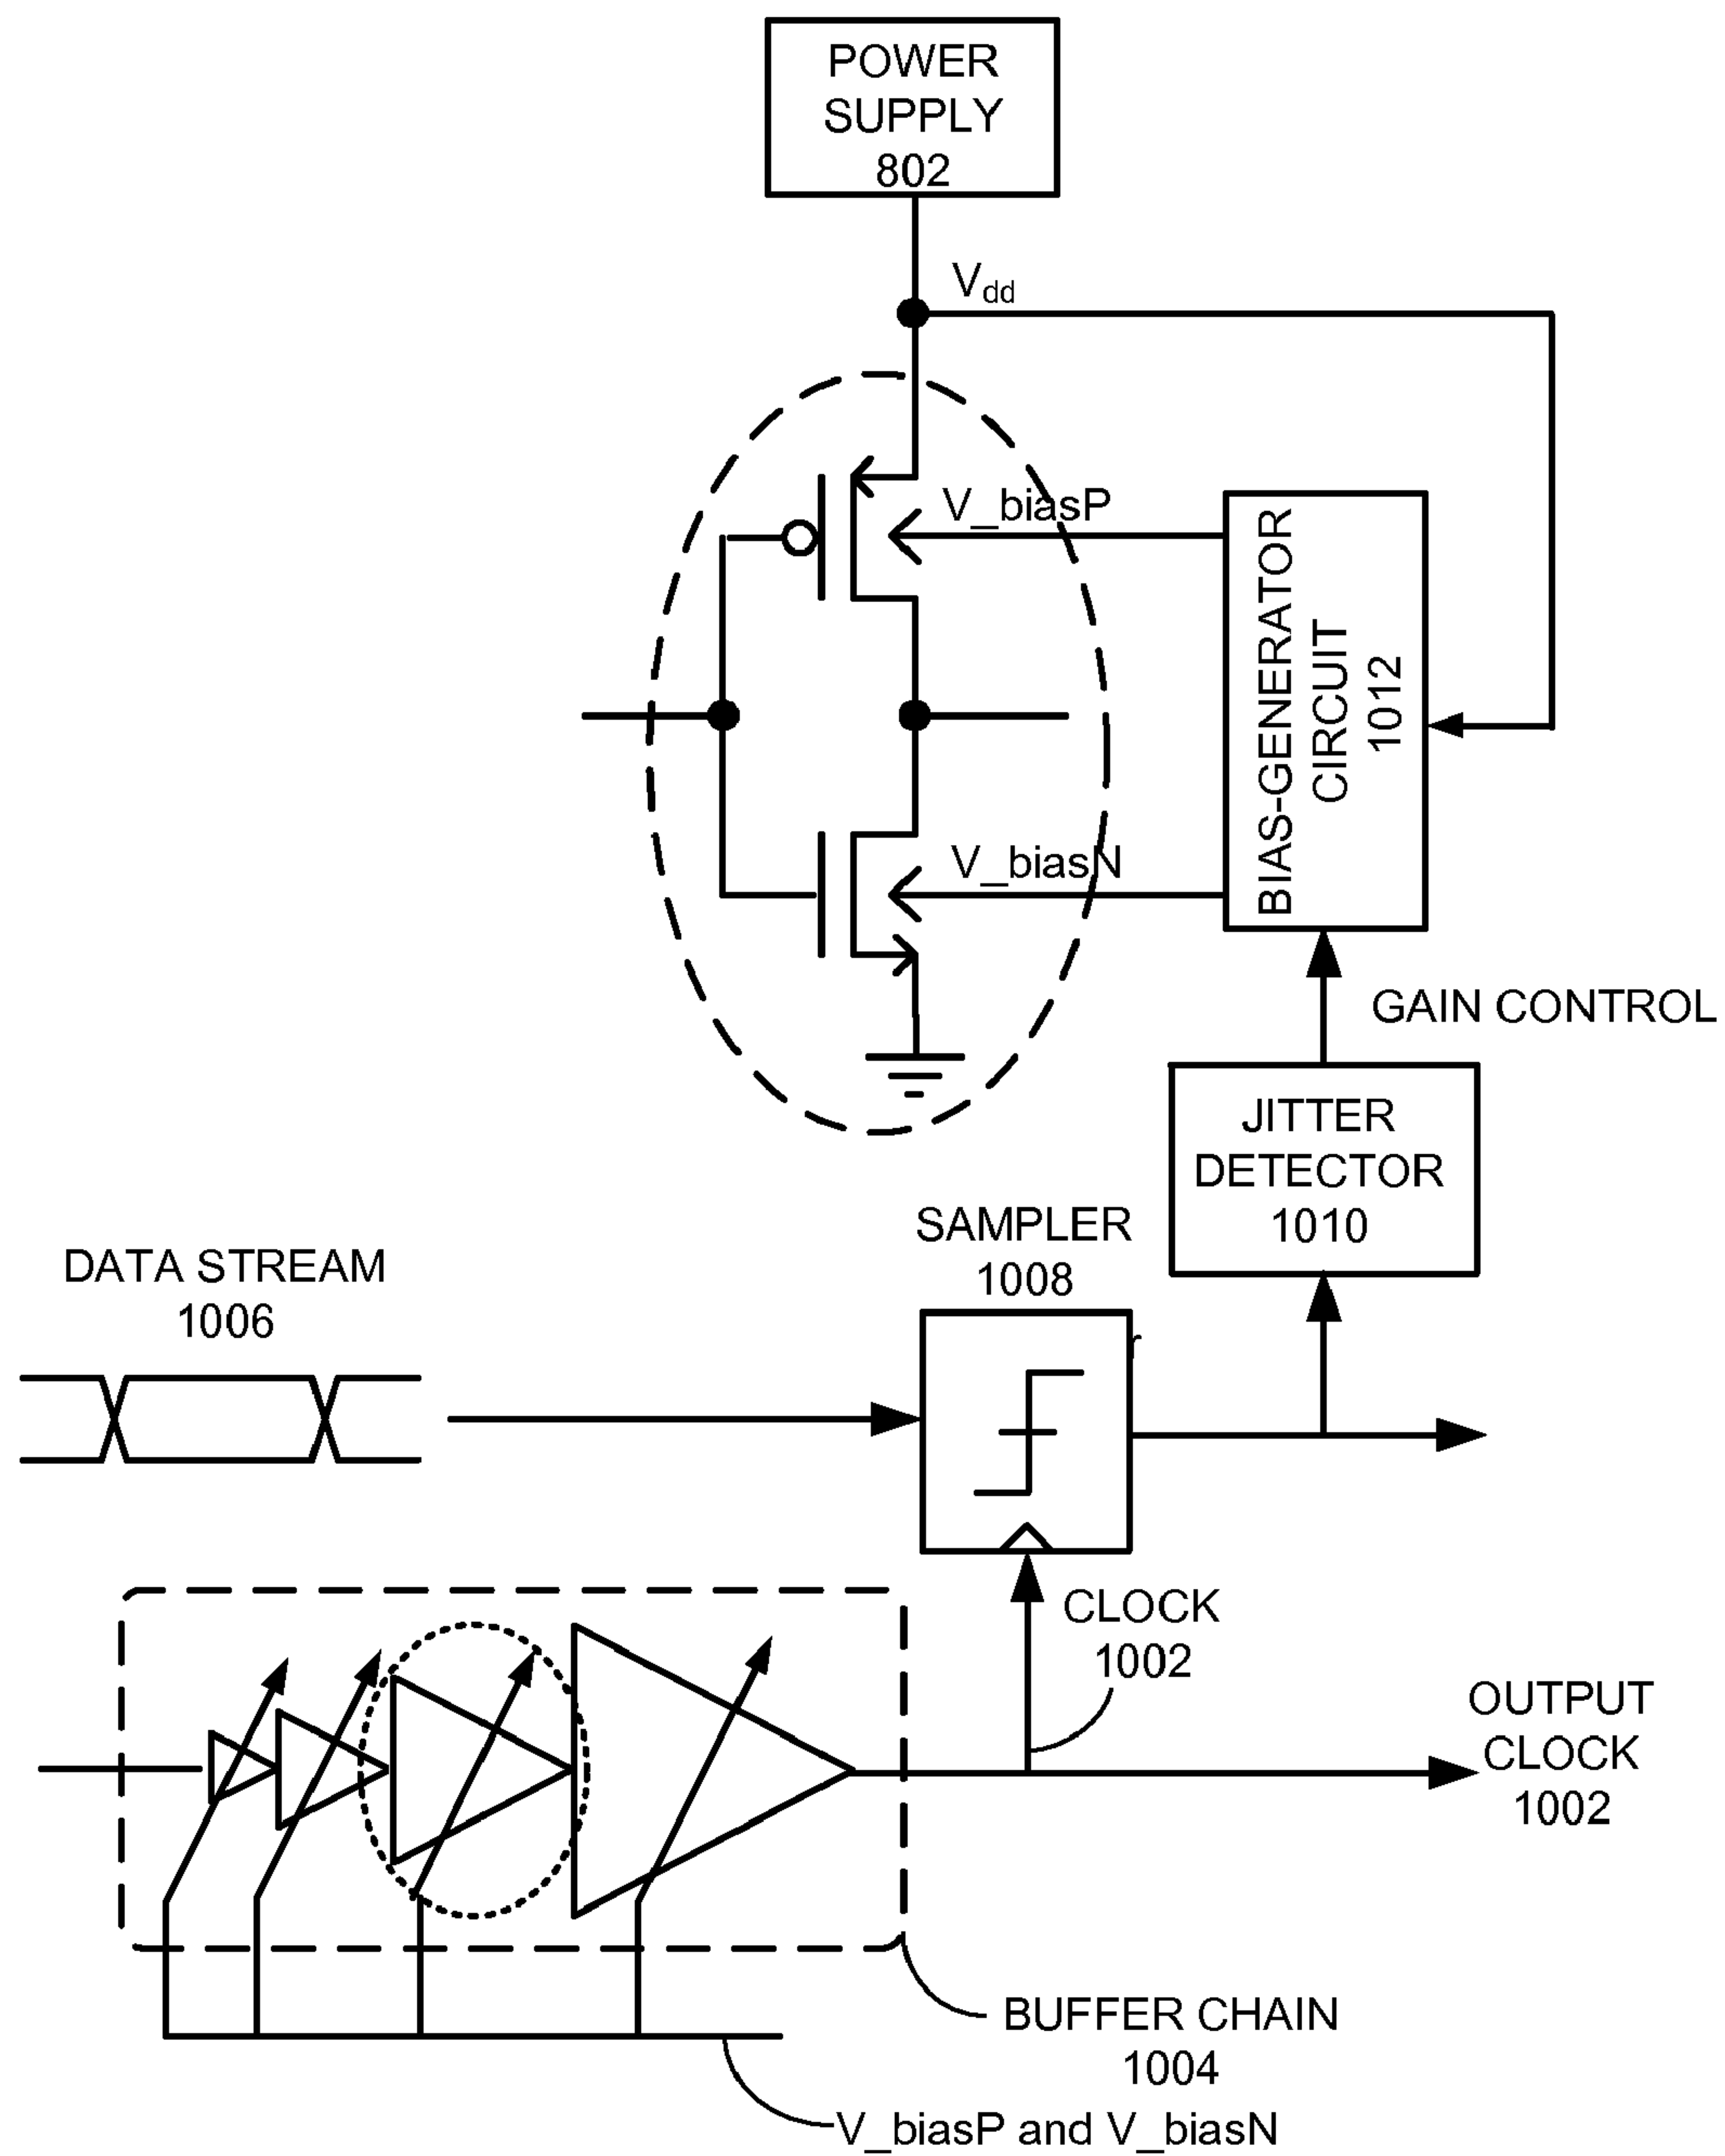 POWER
SUPPLY
802
Vdd
V_biasP
BIAS-GENERATOR
CIRCUIT
1012
V_biasN
GAIN CONTROL
JITTER
DETECTOR
1010
SAMPLER
1008
DATA STREAM
1006
CLOCK
1002
OUTPUT
CLOCK
1002
BUFFER CHAIN
1004
V_biasP and V_biasN